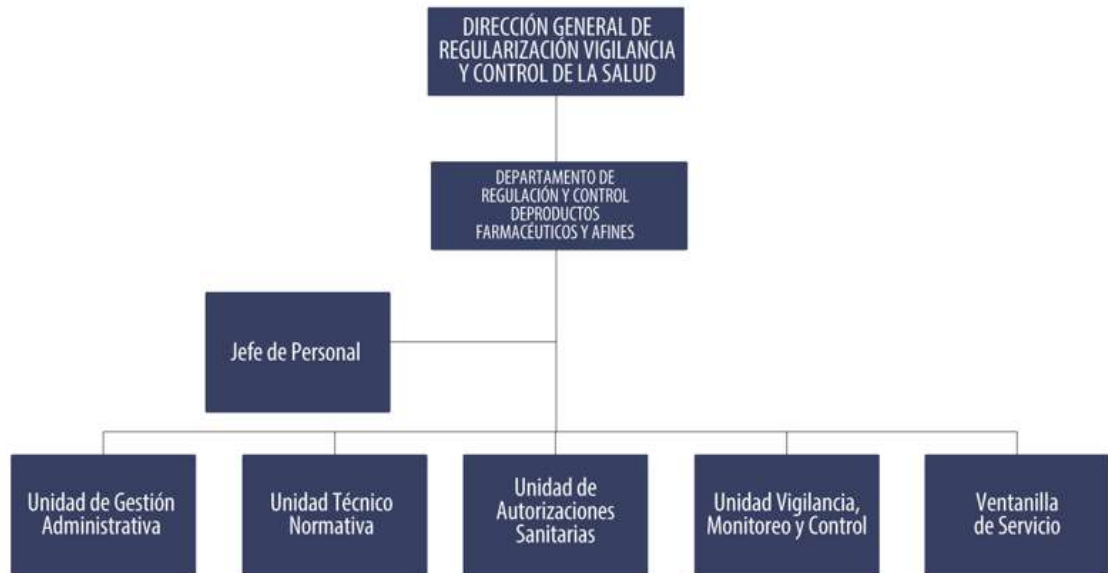 DIRECCIÓN GENERAL DE
REGULARIZACIÓN VIGILANCIA
Y CONTROL DE LA SALUD
DEPARTAMENTO DE
REGULACIÓN Y CONTROL
DEPRODUCTOS
FARMACÉUTICOS Y AFINES
Jefe de Personal
Unidad de Gestión
Administrativa
Unidad Técnico
Normativa
Unidad de
Autorizaciones
Sanitarias
Unidad Vigilancia,
Monitoreo y Control
Ventanilla
de Servicio